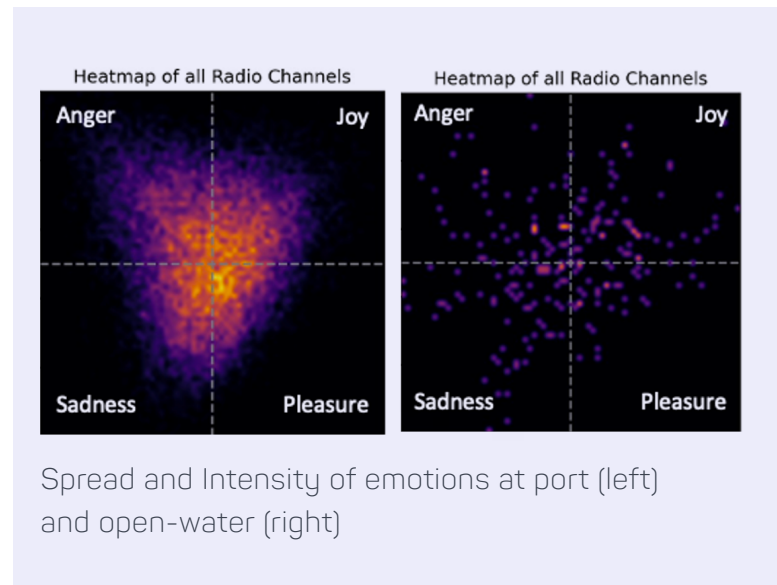 Heatmap of all Radio Channels
Anger
Joy
Sadness
Pleasure
Heatmap of all Radio Channels
Anger
Joy
Sadness
Pleasure
Spread and Intensity of emotions at port (left)
and open-water (right)